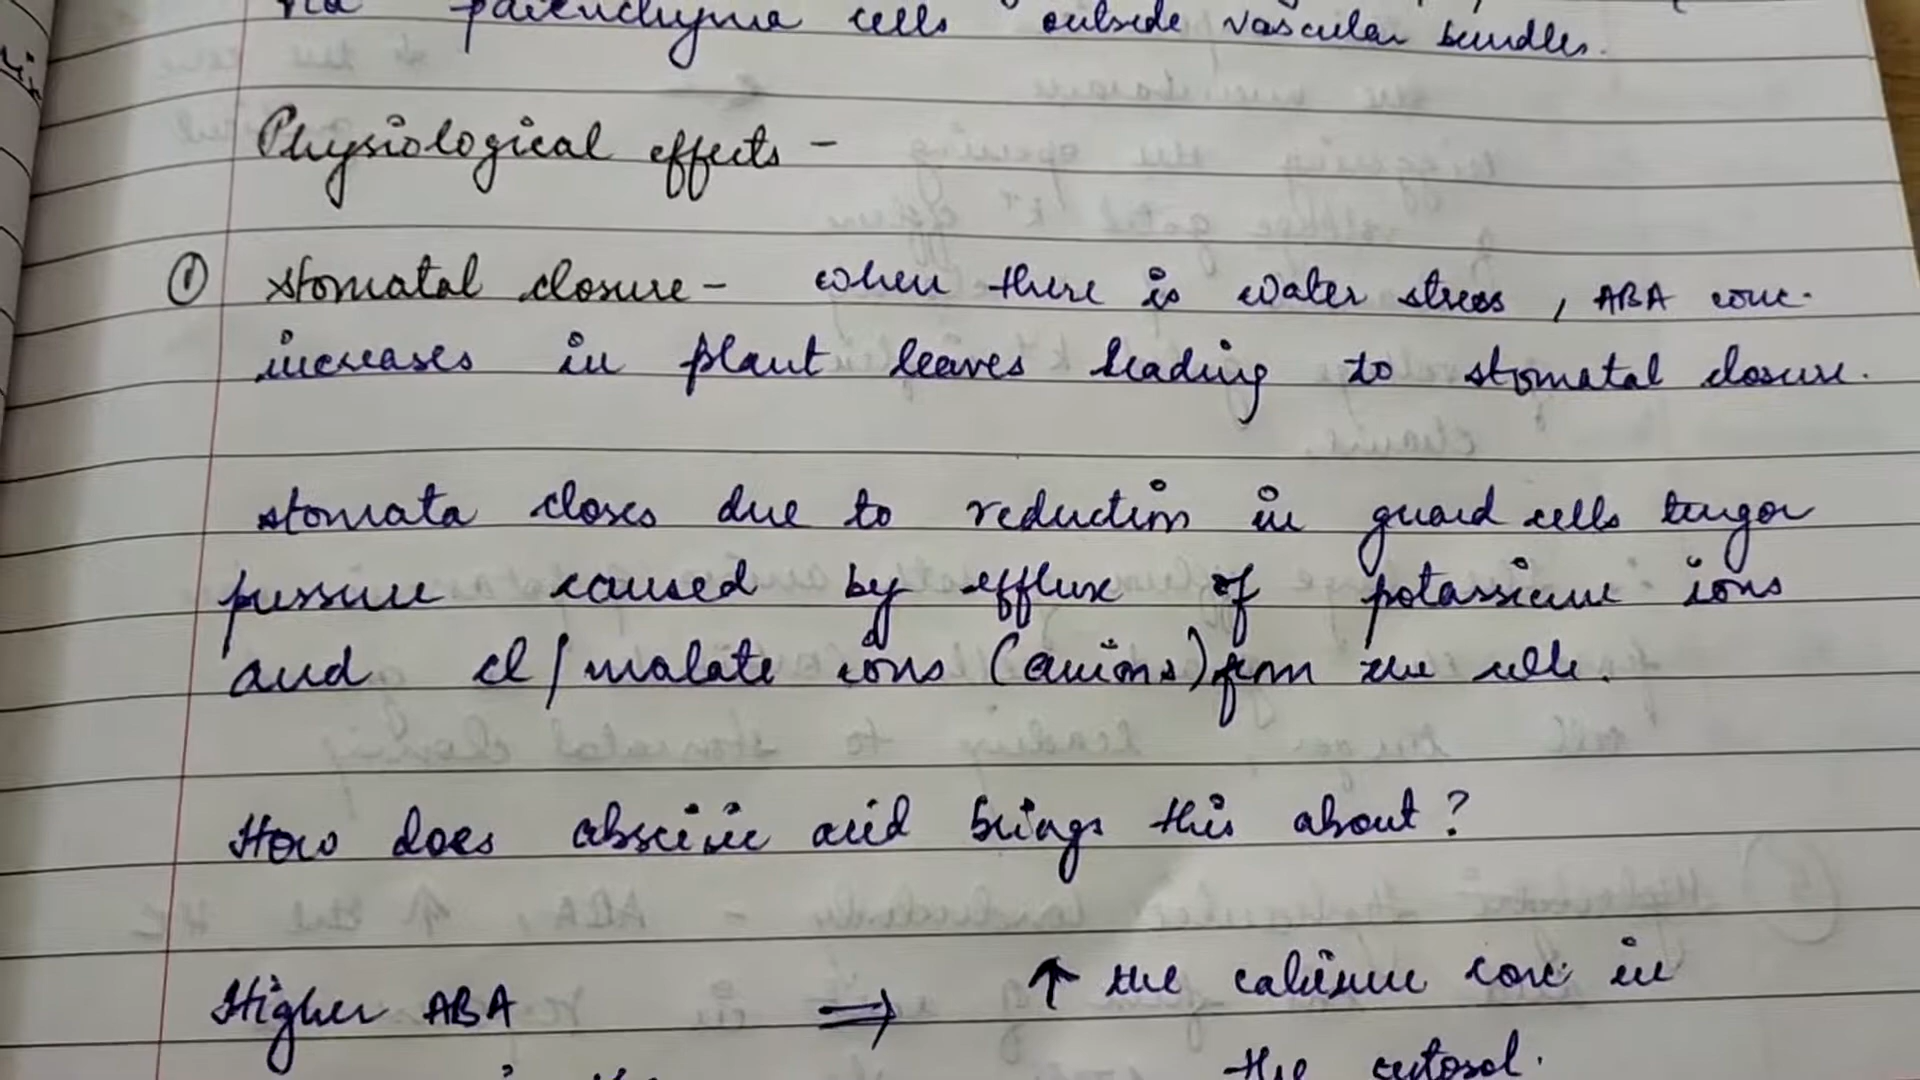 via parenchyma cells outside vascular bundles.
Physiological effects -
① stomatal closure - when there is water stress, ABA conc.
increases in plant leaves leading to stomatal closure.
stomata closes due to reduction in guard cells turgor
pressure caused by efflux of potassium ions
and cl/malate ions (anions) from the cells.
How does abscisic acid brings this about?
Higher ABA ⇒ ↑ the calcium conc in
the cytosol.